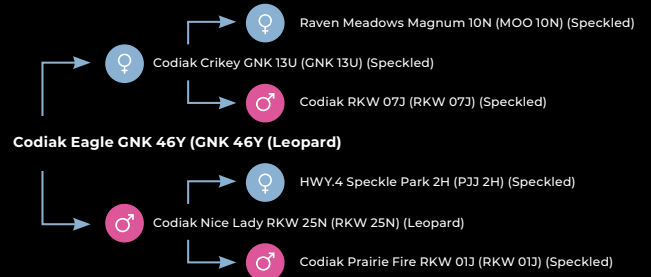 Raven Meadows Magnum 10N (MOO 10N) (Speckled)
Codiak Crikey GNK 13U (GNK 13U) (Speckled)
Codiak RKW 07J (RKW 07J) (Speckled)
Codiak Eagle GNK 46Y (GNK 46Y (Leopard)
HWY.4 Speckle Park 2H (PJJ 2H) (Speckled)
Codiak Nice Lady RKW 25N (RKW 25N) (Leopard)
Codiak Prairie Fire RKW 01J (RKW 01J) (Speckled)